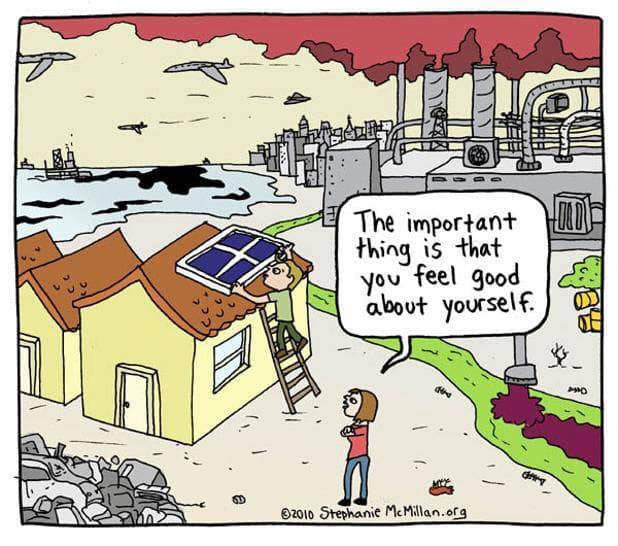 The important
thing is that
you feel good
about yourself.
©2010 Stephanie McMillan.org